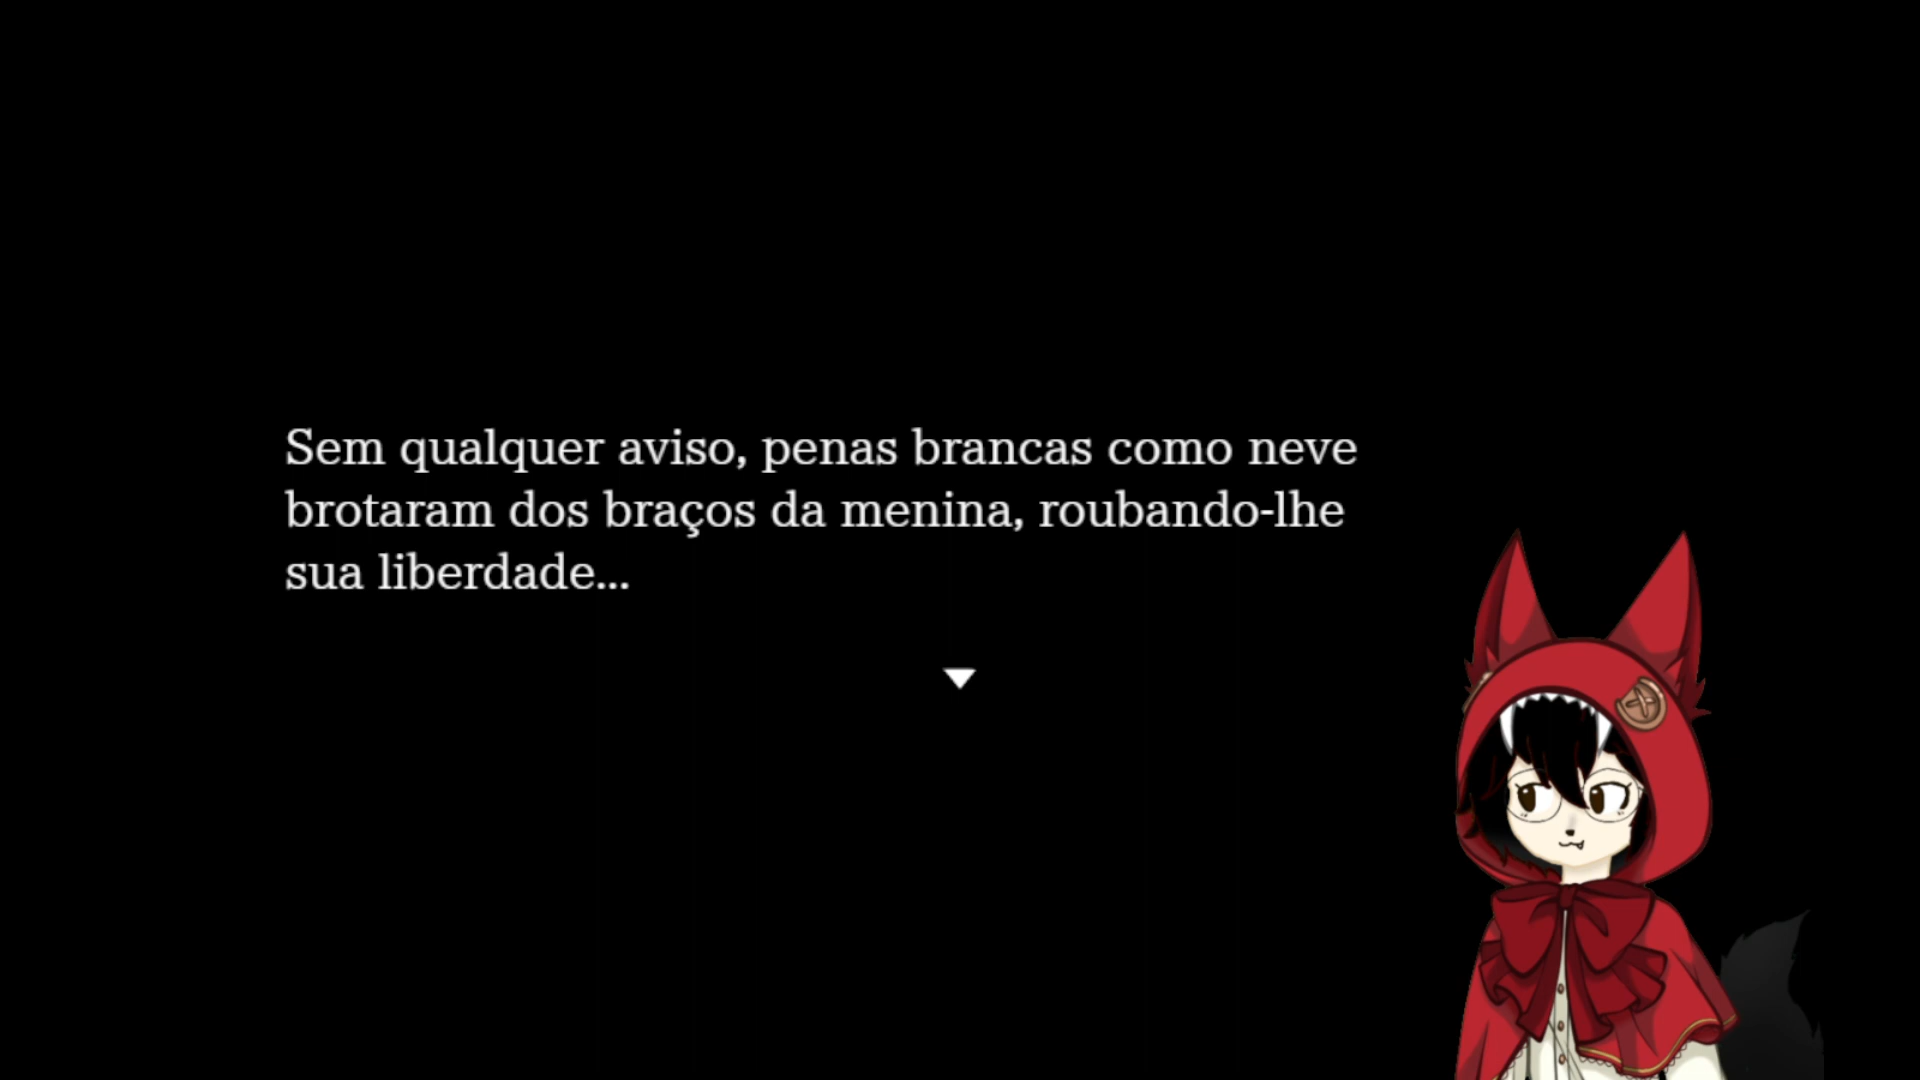 Sem qualquer aviso, penas brancas como neve
brotaram dos braços da menina, roubando-lhe
sua liberdade...